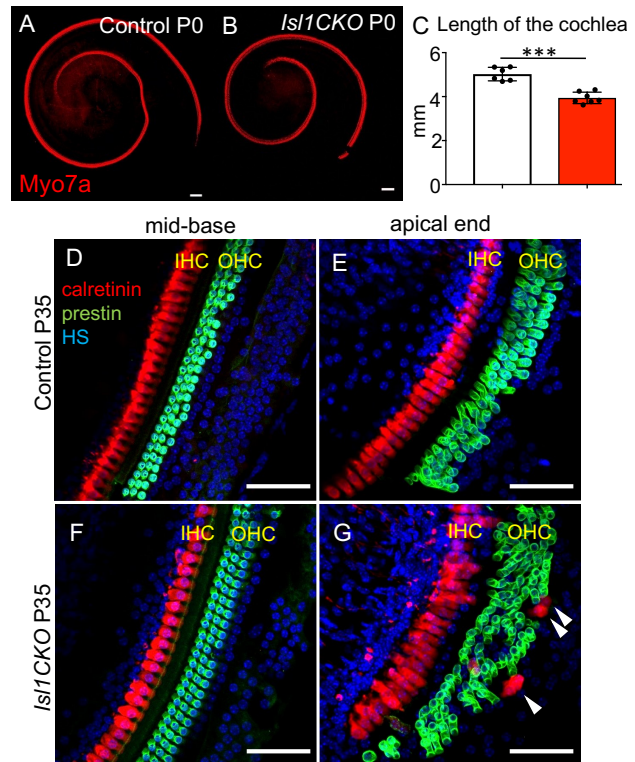 A
Control P0
B
Isl1CKO P0
Myo7a
C Length of the cochlea
***
6
4
2
0
mm
mid-base
apical end
Control P35
D
IHC OHC
calretinin
prestin
HS
E
IHC OHC
Isl1CKO P35
F
IHC OHC
G
IHC OHC